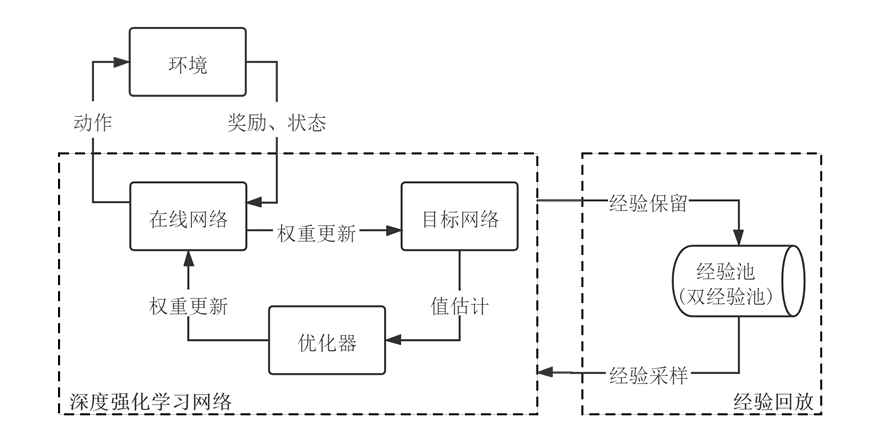 环境
动作
奖励、状态
在线网络
权重更新
目标网络
经验保留
经验池
(双经验池)
权重更新
值估计
优化器
经验采样
深度强化学习网络
经验回放